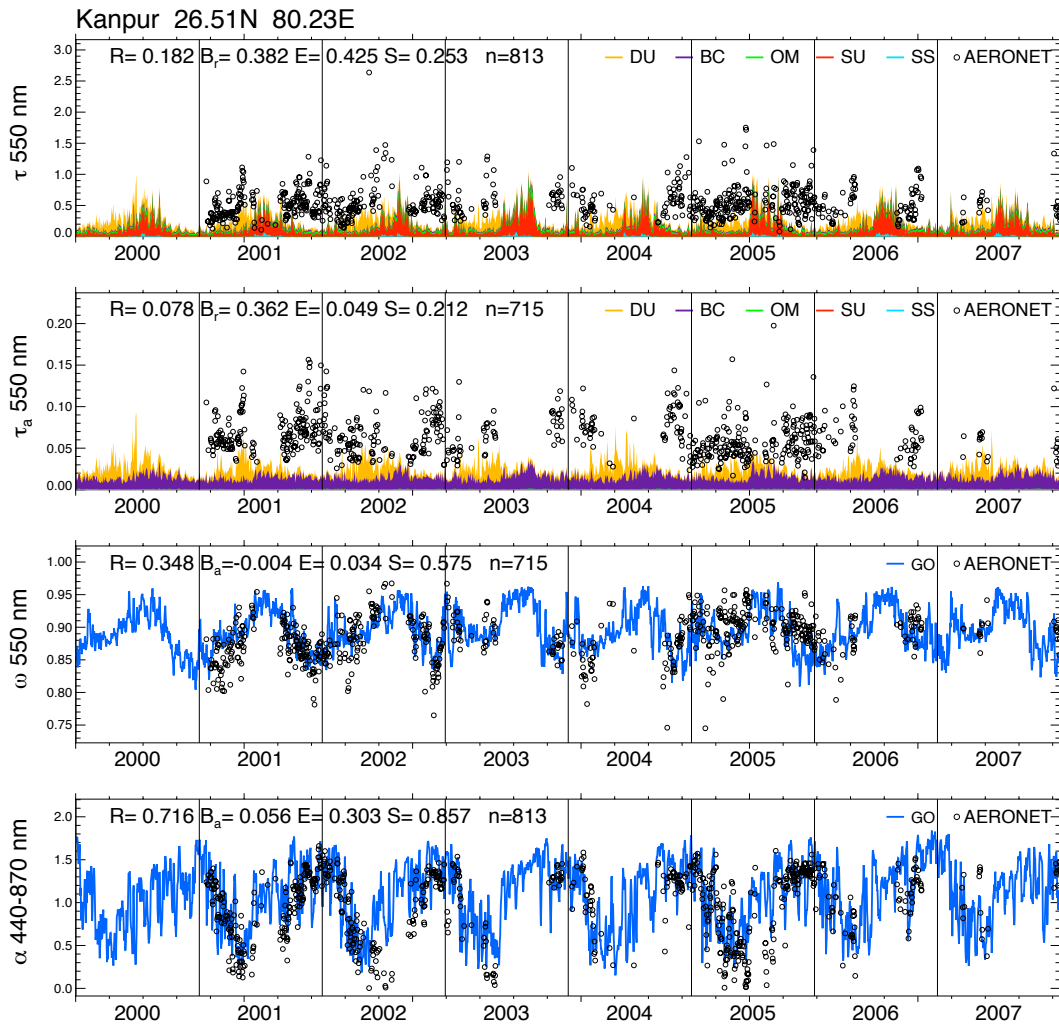 Kanpur 26.51N 80.23E
R= 0.182 Br= 0.382 E= 0.425 S= 0.253 n=813 DU BC OM SU SS AERONET
τ 550 nm
3.0
2.5
2.0
1.5
1.0
0.5
0.0
2000 2001 2002 2003 2004 2005 2006 2007
R= 0.078 Br= 0.362 E= 0.049 S= 0.212 n=715 DU BC OM SU SS AERONET
τa 550 nm
0.20
0.15
0.10
0.05
0.00
2000 2001 2002 2003 2004 2005 2006 2007
R= 0.348 Ba=-0.004 E= 0.034 S= 0.575 n=715 GO AERONET
ω 550 nm
1.00
0.95
0.90
0.85
0.80
0.75
2000 2001 2002 2003 2004 2005 2006 2007
R= 0.716 Ba= 0.056 E= 0.303 S= 0.857 n=813 GO AERONET
α 440-870 nm
2.0
1.5
1.0
0.5
0.0
2000 2001 2002 2003 2004 2005 2006 2007